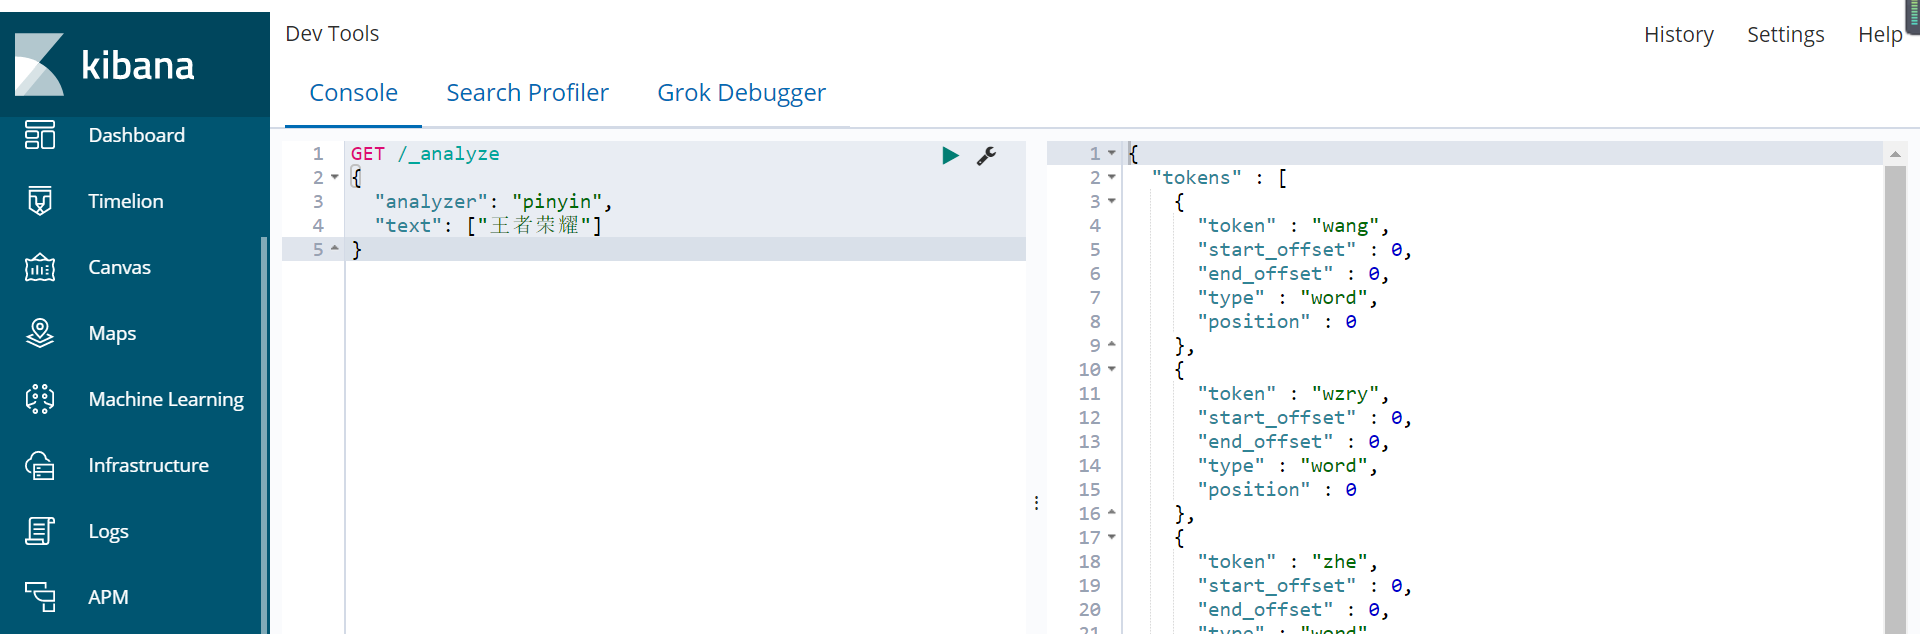 kibana
Dashboard
Timelion
Canvas
Maps
Machine Learning
Infrastructure
Logs
APM
Dev Tools
History Settings Help
Console Search Profiler Grok Debugger
1 GET /_analyze
2 {
3 "analyzer": "pinyin",
4 "text": ["王者荣耀"]
5 }
1 {
2 "tokens" : [
3 {
4 "token" : "wang",
5 "start_offset" : 0,
6 "end_offset" : 0,
7 "type" : "word",
8 "position" : 0
9 },
10 {
11 "token" : "wzry",
12 "start_offset" : 0,
13 "end_offset" : 0,
14 "type" : "word",
15 "position" : 0
16 },
17 {
18 "token" : "zhe",
19 "start_offset" : 0,
20 "end_offset" : 0,
21 "type" : "word"